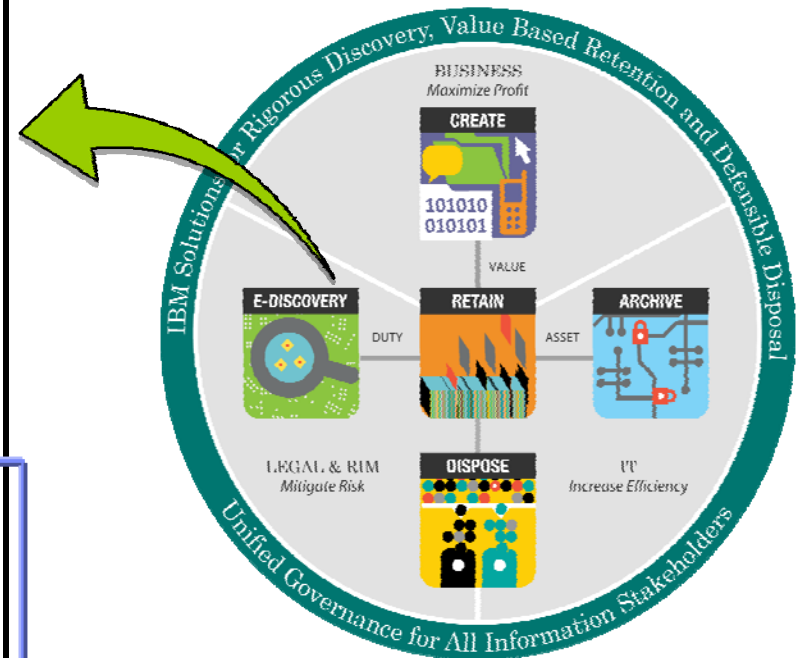 IBM Solutions for Rigorous Discovery, Value Based Retention and Defensible Disposal
BUSINESS
Maximize Profit
CREATE
101010
010101
VALUE
E-DISCOVERY
DUTY
RETAIN
ASSET
ARCHIVE
LEGAL & RIM
Mitigate Risk
DISPOSE
IT
Increase Efficiency
Unified Governance for All Information Stakeholders